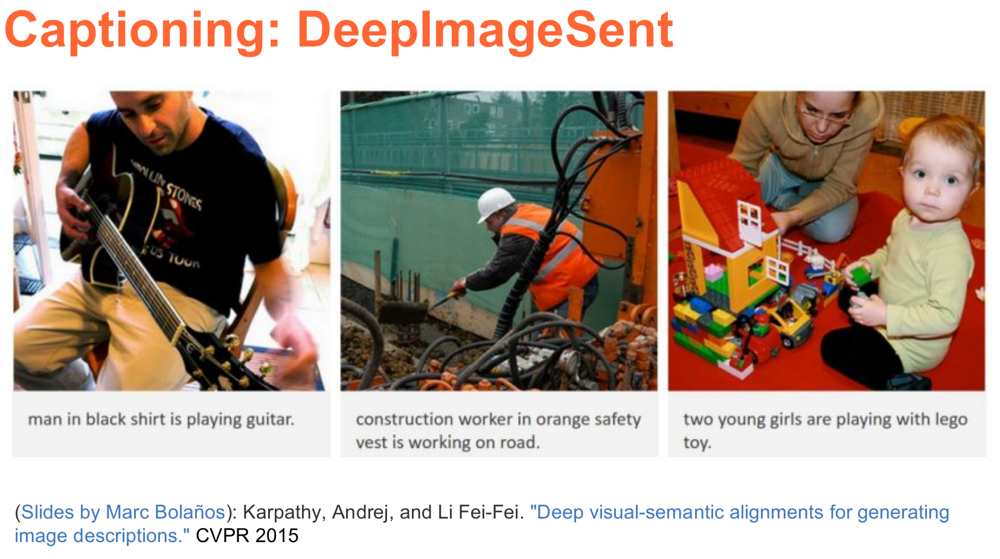 Captioning: DeepImageSent
STONES
US TOUR
man in black shirt is playing guitar.
construction worker in orange safety
vest is working on road.
two young girls are playing with lego
toy.
(Slides by Marc Bolaños): Karpathy, Andrej, and Li Fei-Fei. "Deep visual-semantic alignments for generating
image descriptions." CVPR 2015